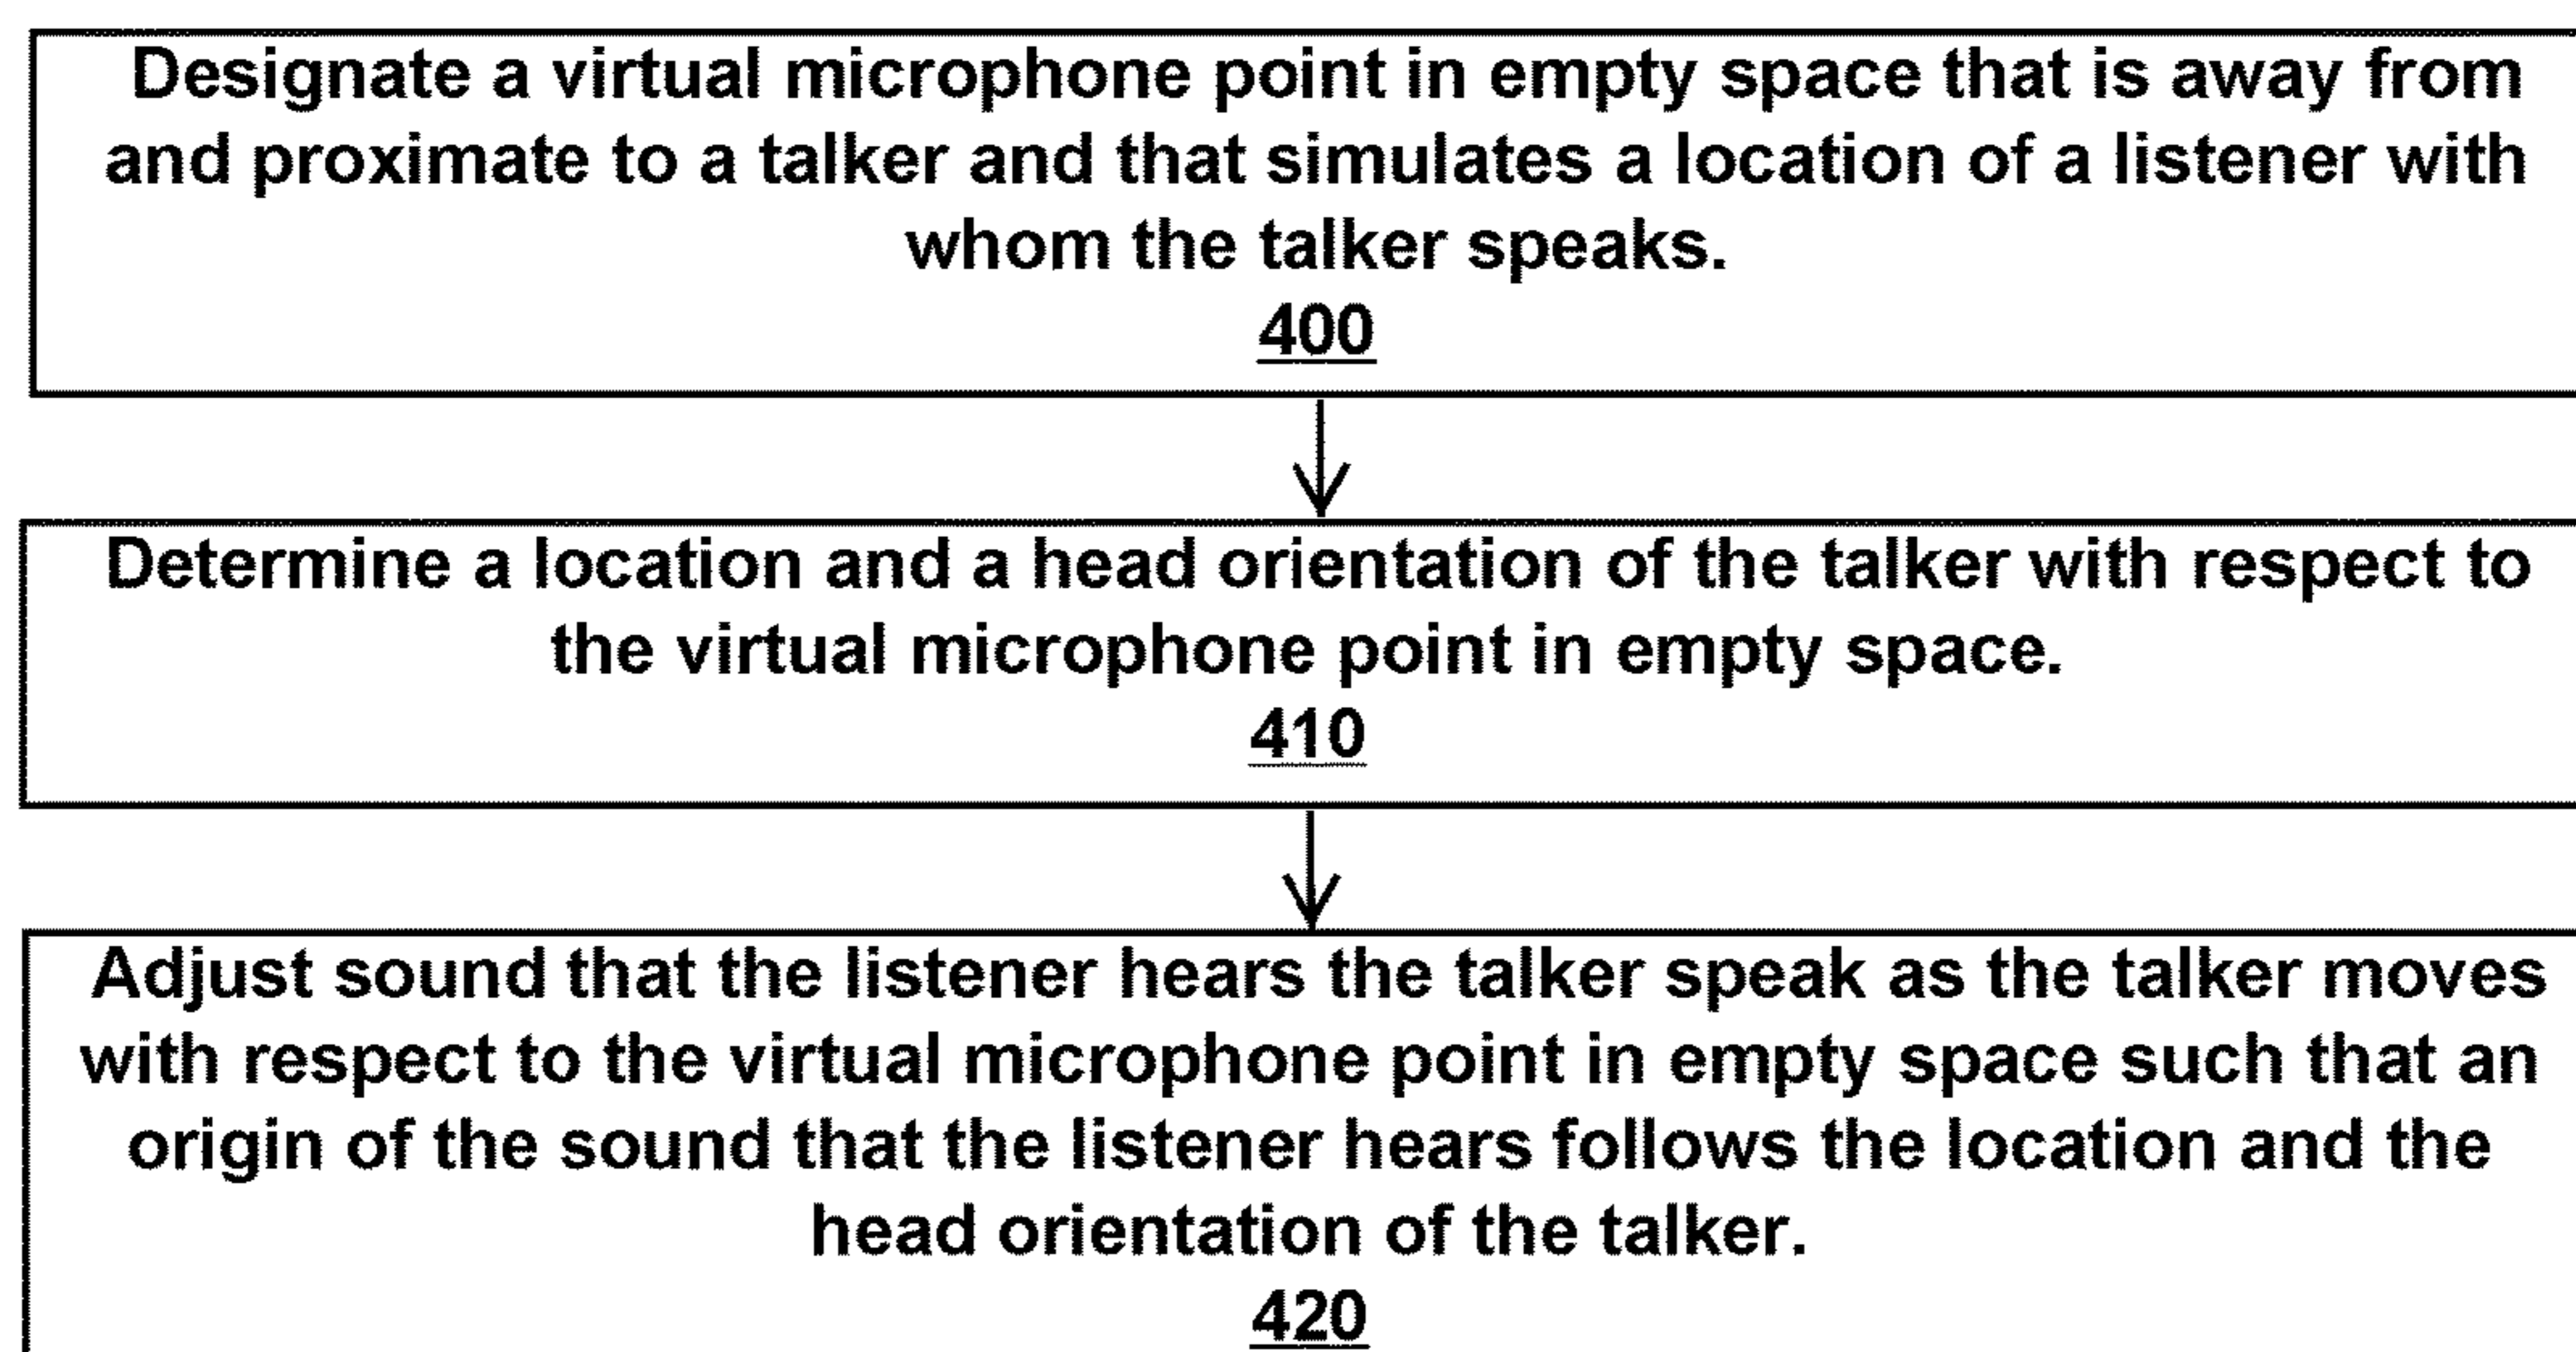 Designate a virtual microphone point in empty space that is away from
and proximate to a talker and that simulates a location of a listener with
whom the talker speaks.
400
Determine a location and a head orientation of the talker with respect to
the virtual microphone point in empty space.
410
Adjust sound that the listener hears the talker speak as the talker moves
with respect to the virtual microphone point in empty space such that an
origin of the sound that the listener hears follows the location and the
head orientation of the talker.
420